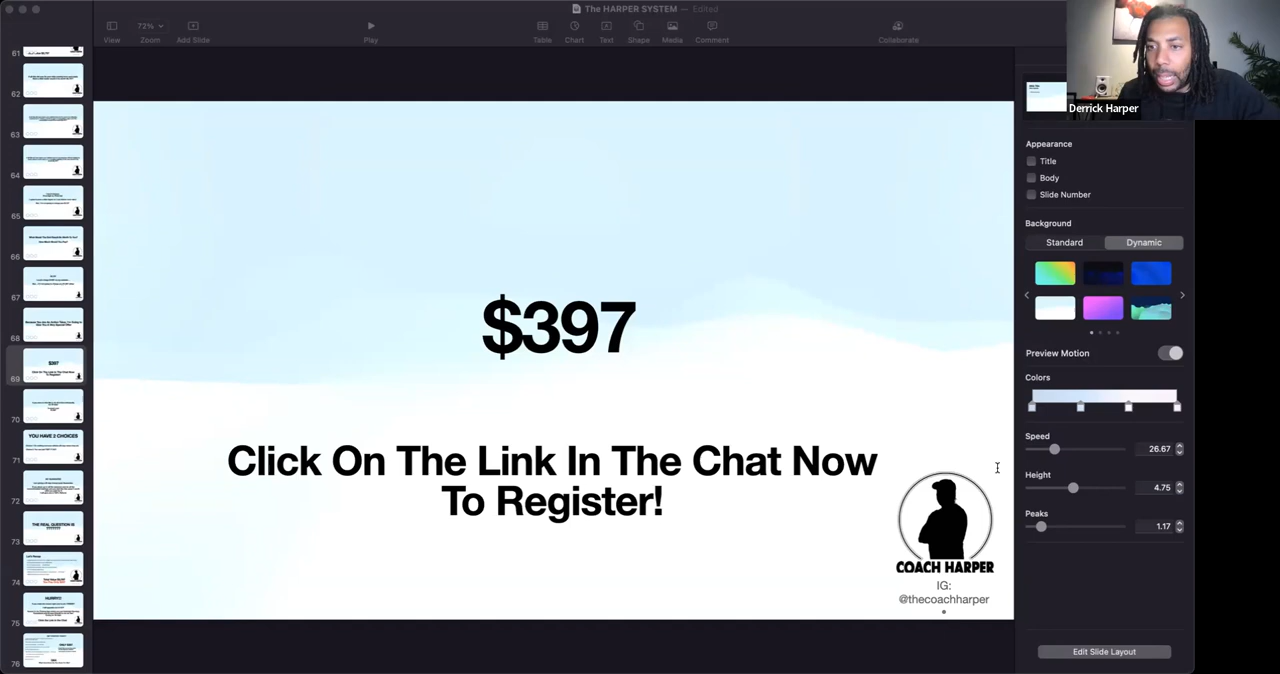 The HARPER SYSTEM — Edited
View
72%
Zoom
Add Slide
Play
Table
Chart
Text
Shape
Media
Comment
Collaborate
Derrick Harper
61
62
63
64
65
66
67
68
69
70
71
72
73
74
75
76
$397
YOU HAVE 2 CHOICES
THE REAL QUESTION IS
$397
Click On The Link In The Chat Now
To Register!
COACH HARPER
IG:
@thecoachharper
Appearance
Title
Body
Slide Number
Background
Standard
Dynamic
Preview Motion
Colors
Speed
26.67
Height
4.75
Peaks
1.17
Edit Slide Layout